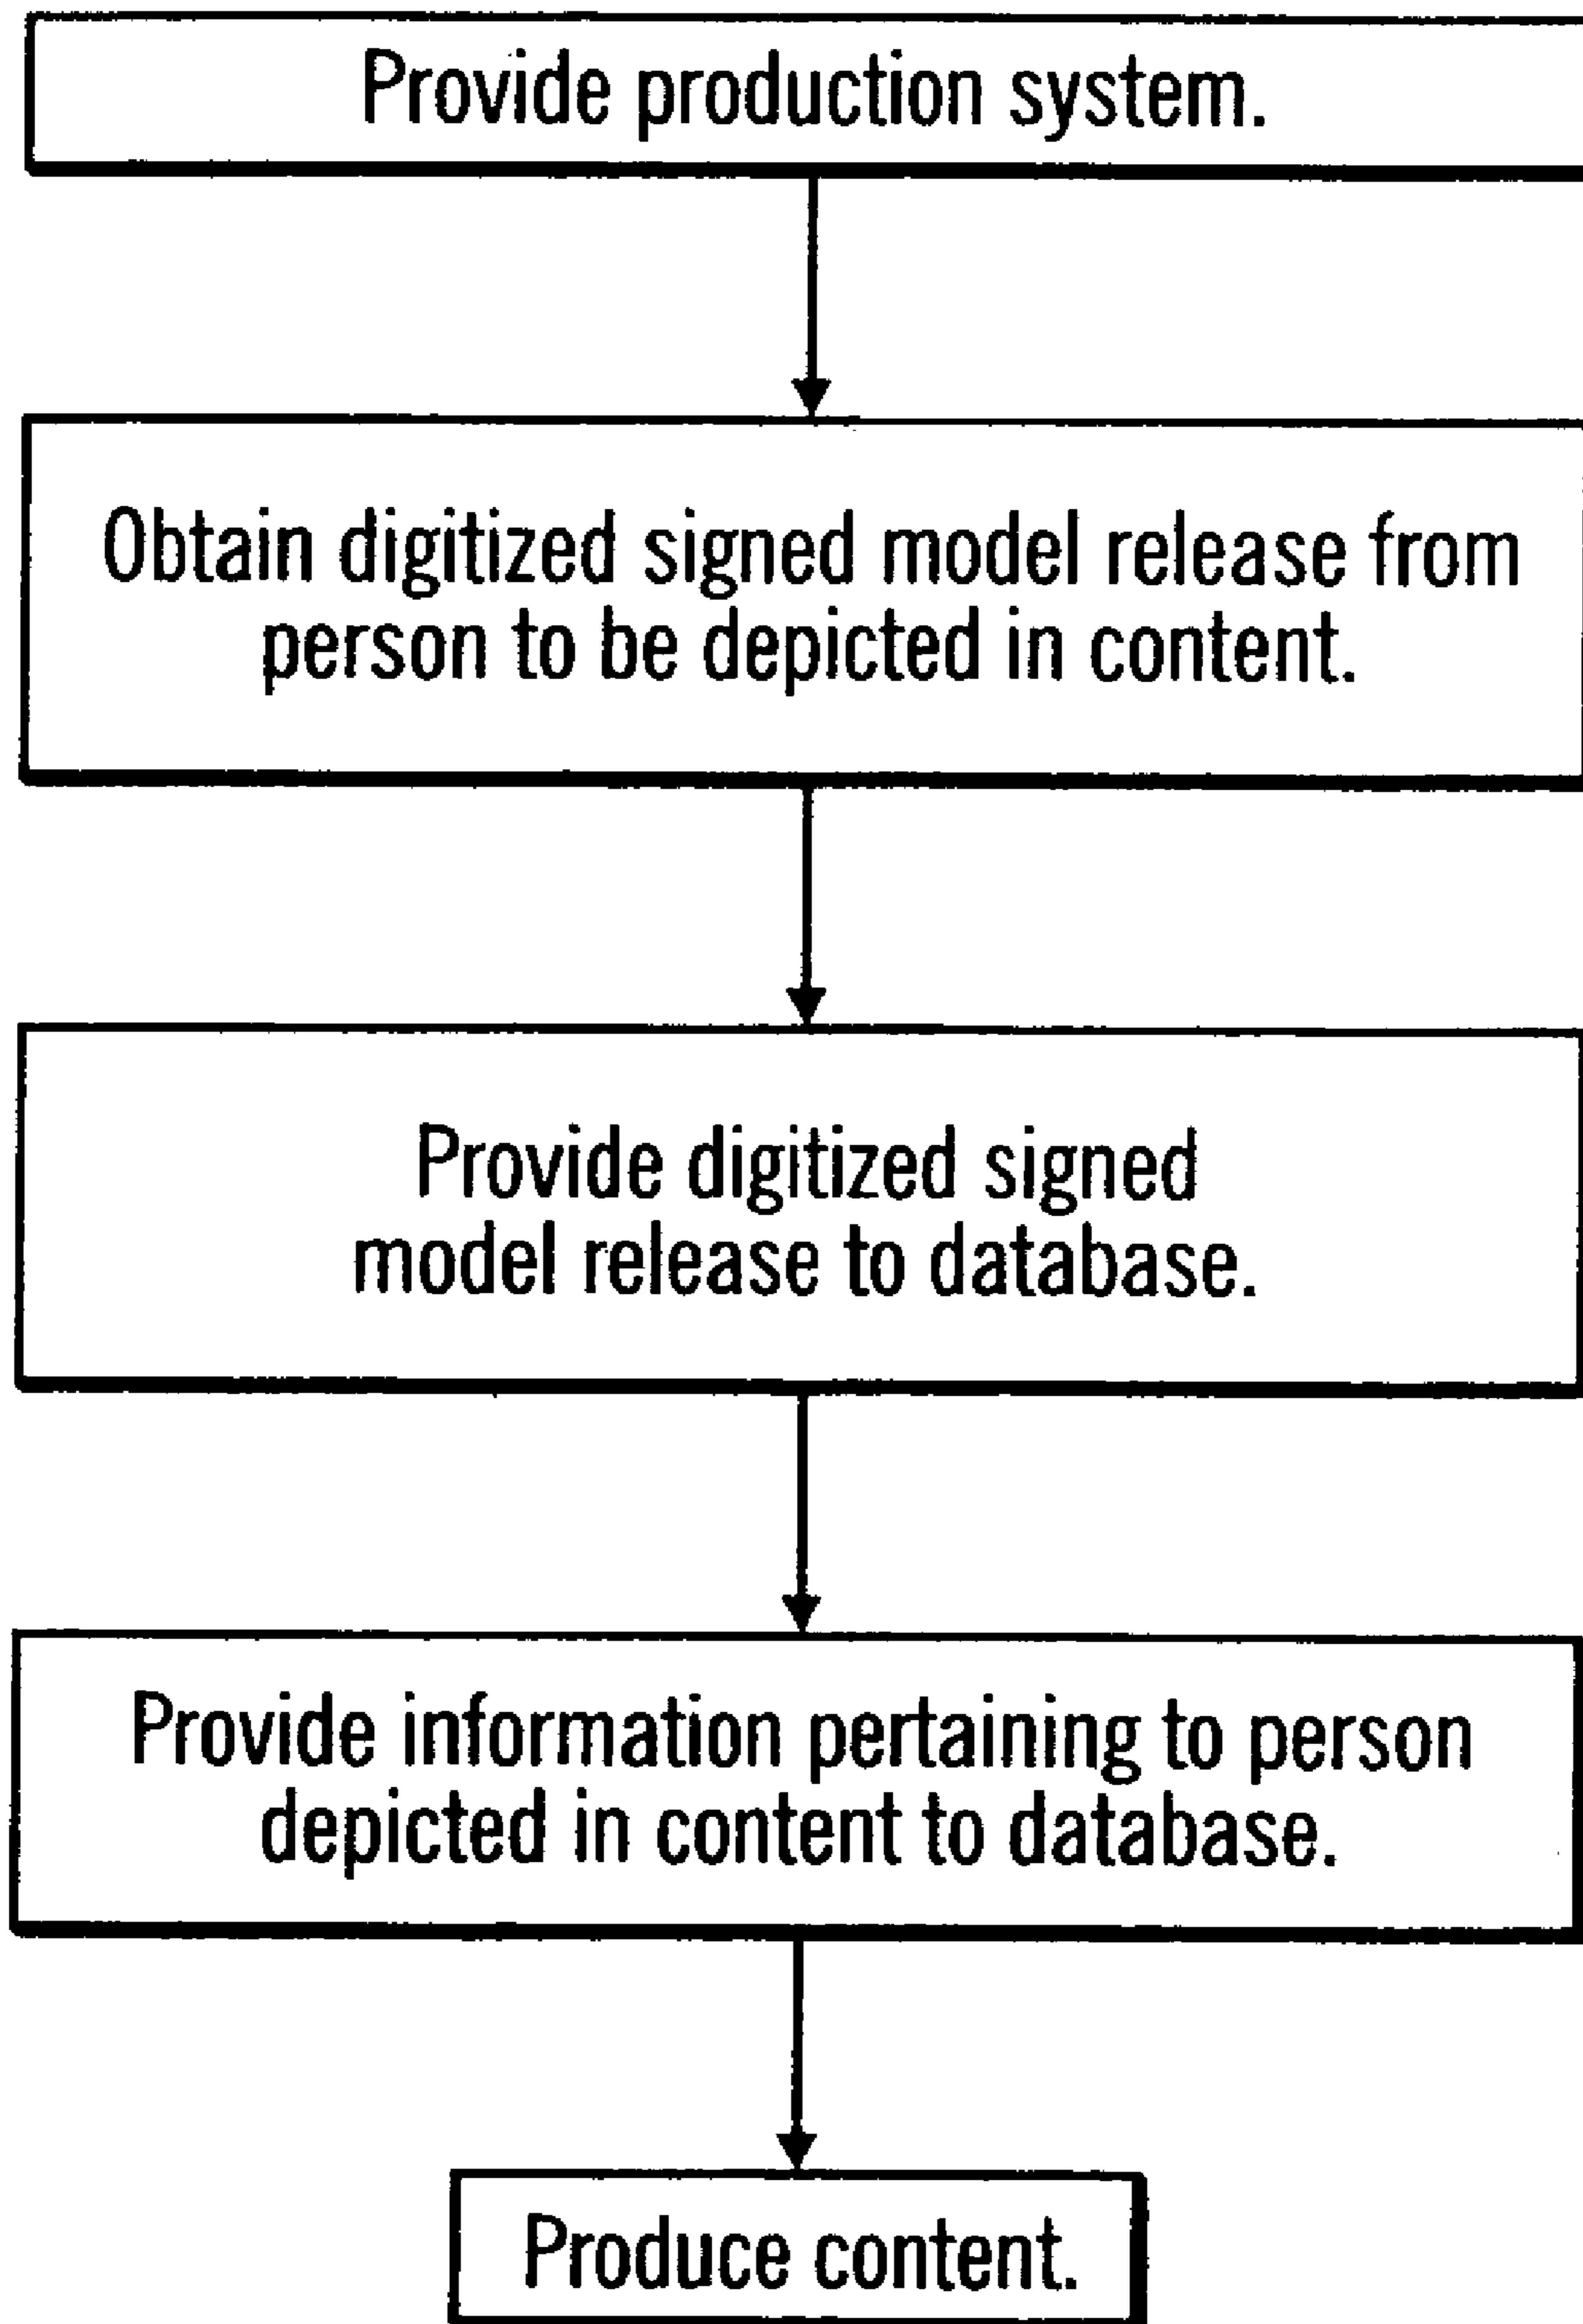 Provide production system.
Obtain digitized signed model release from
person to be depicted in content.
Provide digitized signed
model release to database.
Provide information pertaining to person
depicted in content to database.
Produce content.